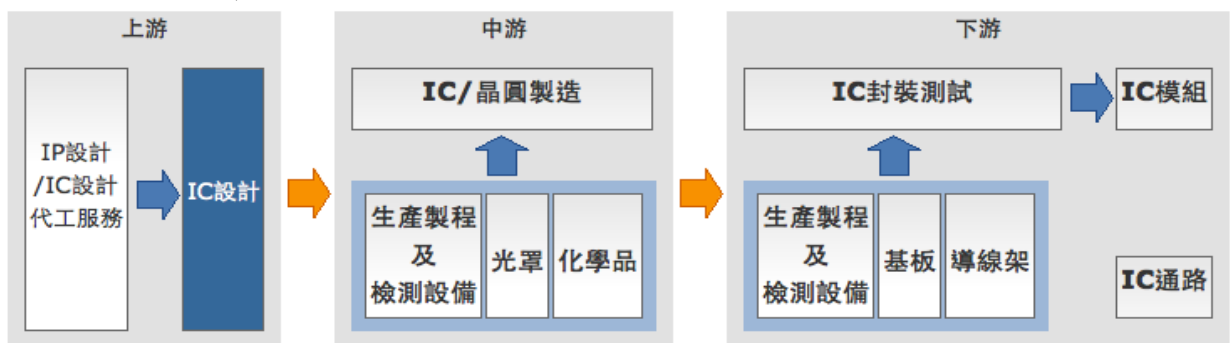 上游
IP設計
/IC設計
代工服務
IC設計
中游
IC/晶圓製造
生產製程
及
檢測設備
光罩
化學品
下游
IC封裝測試
IC模組
生產製程
及
檢測設備
基板
導線架
IC通路